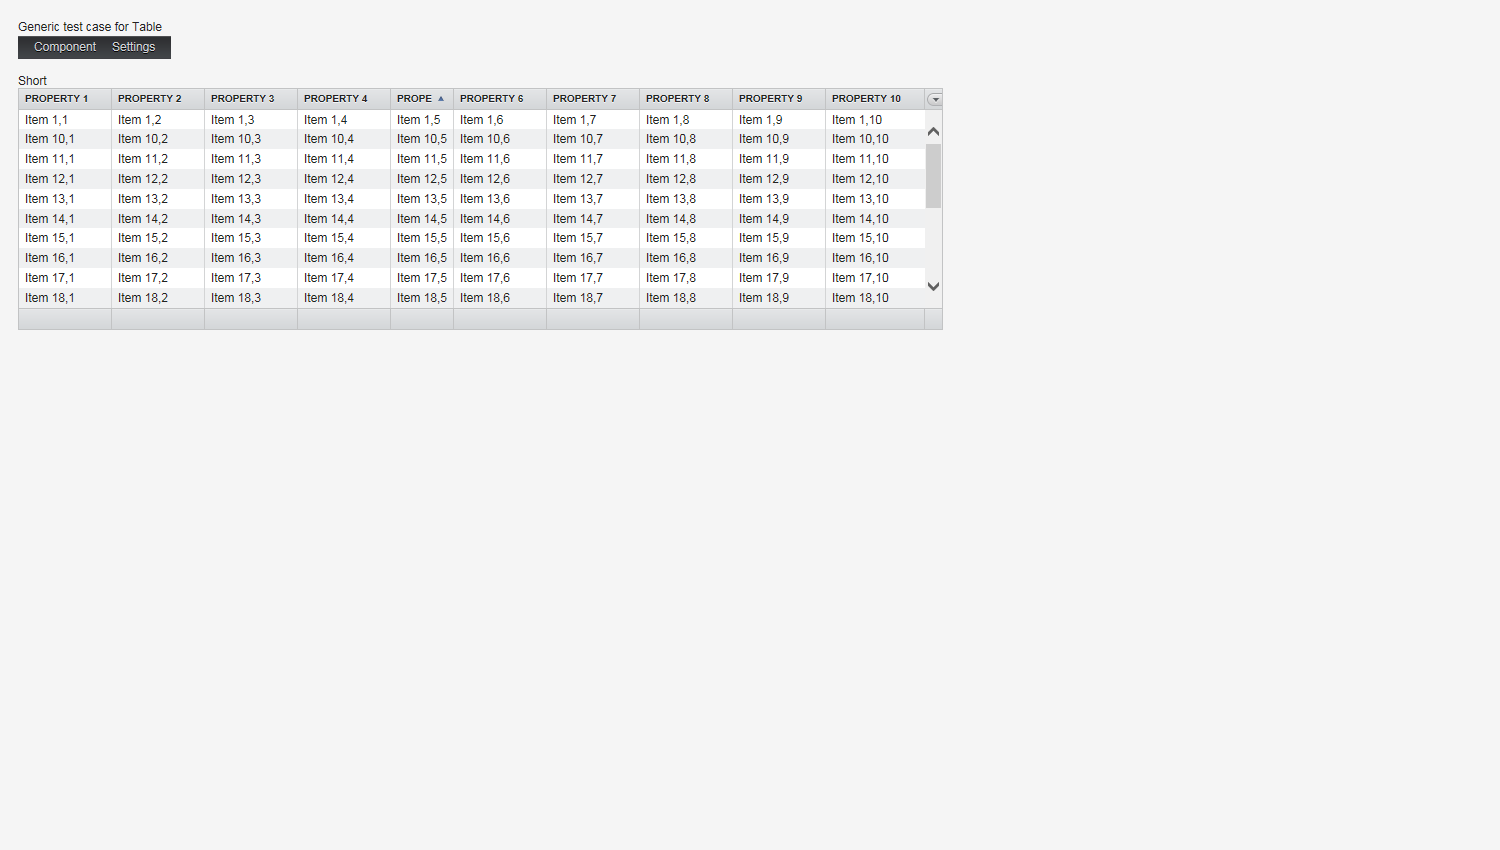 Generic test case for Table
Component Settings
Short
PROPERTY 1 PROPERTY 2 PROPERTY 3 PROPERTY 4 PROPE PROPERTY 6 PROPERTY 7 PROPERTY 8 PROPERTY 9 PROPERTY 10
Item 1,1 Item 1,2 Item 1,3 Item 1,4 Item 1,5 Item 1,6 Item 1,7 Item 1,8 Item 1,9 Item 1,10
Item 10,1 Item 10,2 Item 10,3 Item 10,4 Item 10,5 Item 10,6 Item 10,7 Item 10,8 Item 10,9 Item 10,10
Item 11,1 Item 11,2 Item 11,3 Item 11,4 Item 11,5 Item 11,6 Item 11,7 Item 11,8 Item 11,9 Item 11,10
Item 12,1 Item 12,2 Item 12,3 Item 12,4 Item 12,5 Item 12,6 Item 12,7 Item 12,8 Item 12,9 Item 12,10
Item 13,1 Item 13,2 Item 13,3 Item 13,4 Item 13,5 Item 13,6 Item 13,7 Item 13,8 Item 13,9 Item 13,10
Item 14,1 Item 14,2 Item 14,3 Item 14,4 Item 14,5 Item 14,6 Item 14,7 Item 14,8 Item 14,9 Item 14,10
Item 15,1 Item 15,2 Item 15,3 Item 15,4 Item 15,5 Item 15,6 Item 15,7 Item 15,8 Item 15,9 Item 15,10
Item 16,1 Item 16,2 Item 16,3 Item 16,4 Item 16,5 Item 16,6 Item 16,7 Item 16,8 Item 16,9 Item 16,10
Item 17,1 Item 17,2 Item 17,3 Item 17,4 Item 17,5 Item 17,6 Item 17,7 Item 17,8 Item 17,9 Item 17,10
Item 18,1 Item 18,2 Item 18,3 Item 18,4 Item 18,5 Item 18,6 Item 18,7 Item 18,8 Item 18,9 Item 18,10